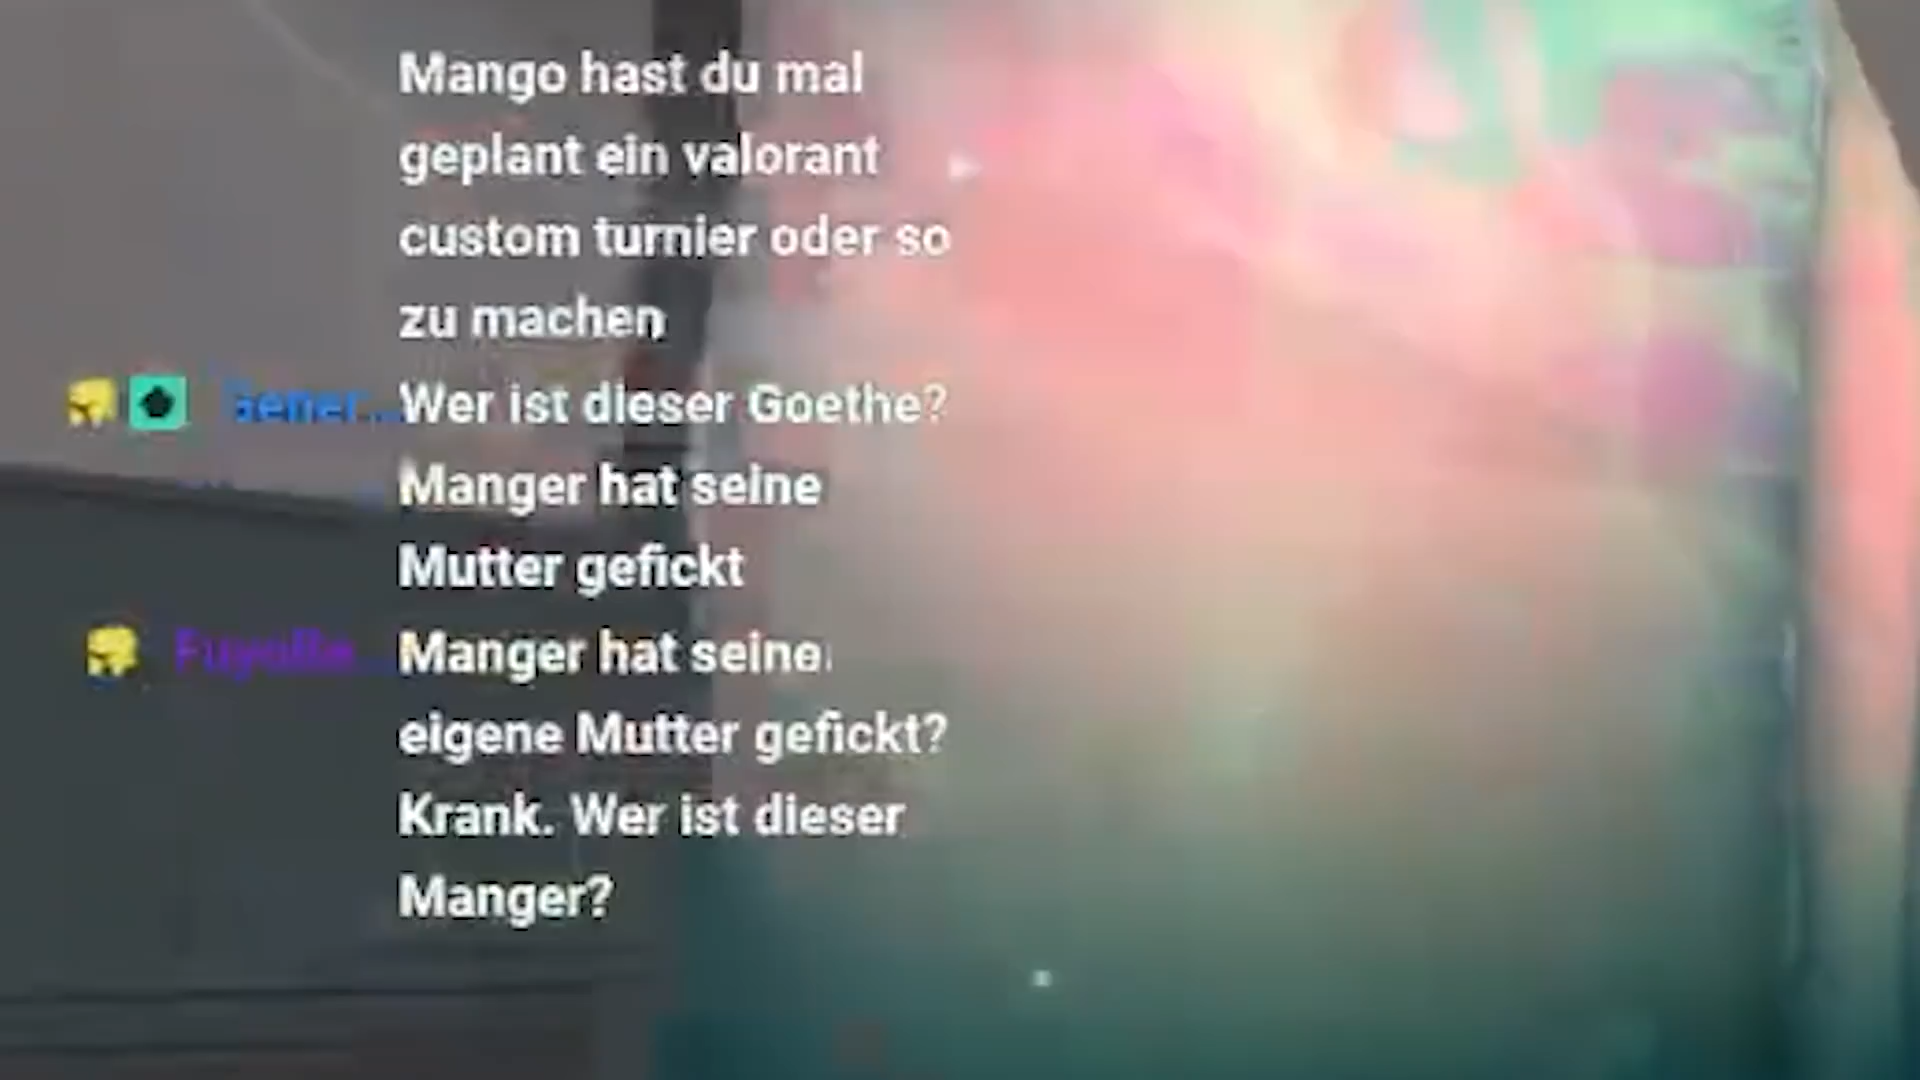 Mango hast du mal
geplant ein valorant
custom turnier oder so
zu machen
Gener... Wer ist dieser Goethe?
Manger hat seine
Mutter gefickt
Manger hat seine
eigene Mutter gefickt?
Krank. Wer ist dieser
Manger?